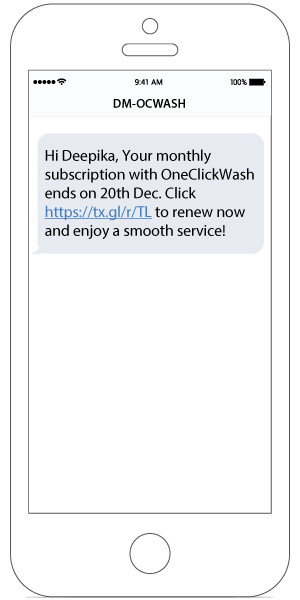 9:41 AM 100%
DM-OCWASH
Hi Deepika, Your monthly
subscription with OneClickWash
ends on 20th Dec. Click
https://tx.gl/r/TL to renew now
and enjoy a smooth service!